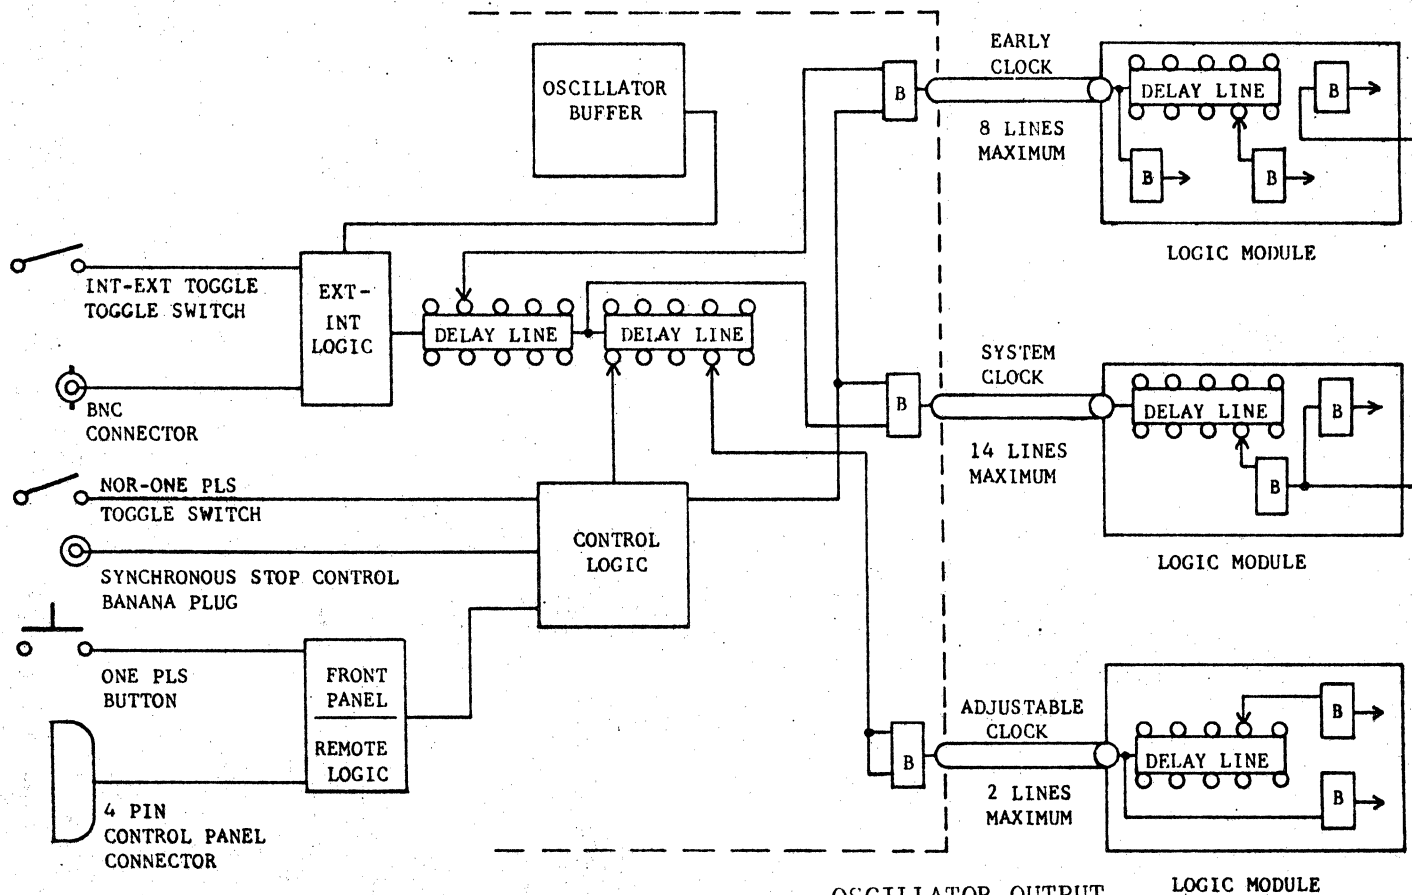 OSCILLATOR
BUFFER
EARLY
CLOCK
8 LINES
MAXIMUM
B
DELAY LINE
B
B
B
LOGIC MODULE
INT-EXT TOGGLE
TOGGLE SWITCH
EXT-
INT
LOGIC
DELAY LINE
DELAY LINE
BNC
CONNECTOR
SYSTEM
CLOCK
14 LINES
MAXIMUM
B
DELAY LINE
B
B
LOGIC MODULE
NOR-ONE PLS
TOGGLE SWITCH
SYNCHRONOUS STOP CONTROL
BANANA PLUG
CONTROL
LOGIC
ONE PLS
BUTTON
FRONT
PANEL
REMOTE
LOGIC
4 PIN
CONTROL PANEL
CONNECTOR
ADJUSTABLE
CLOCK
2 LINES
MAXIMUM
B
DELAY LINE
B
B
LOGIC MODULE
OSCILLATOR OUTPUT